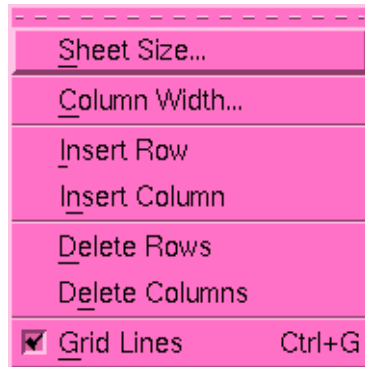 Sheet Size...
Column Width...
Insert Row
Insert Column
Delete Rows
Delete Columns
Grid Lines Ctrl+G